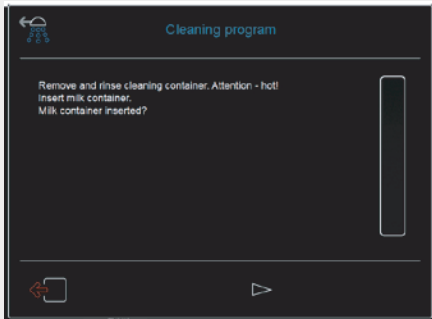 Cleaning program
Remove and rinse cleaning container. Attention - hot!
Insert milk container.
Milk container inserted?